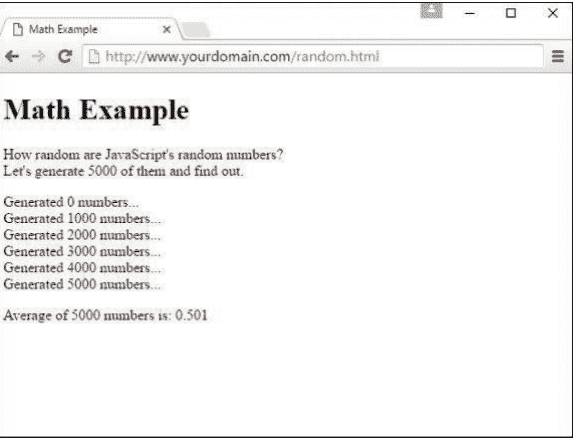 Math Example
http://www.yourdomain.com/random.html
Math Example
How random are JavaScript's random numbers?
Let's generate 5000 of them and find out.
Generated 0 numbers...
Generated 1000 numbers...
Generated 2000 numbers...
Generated 3000 numbers...
Generated 4000 numbers...
Generated 5000 numbers...
Average of 5000 numbers is: 0.501